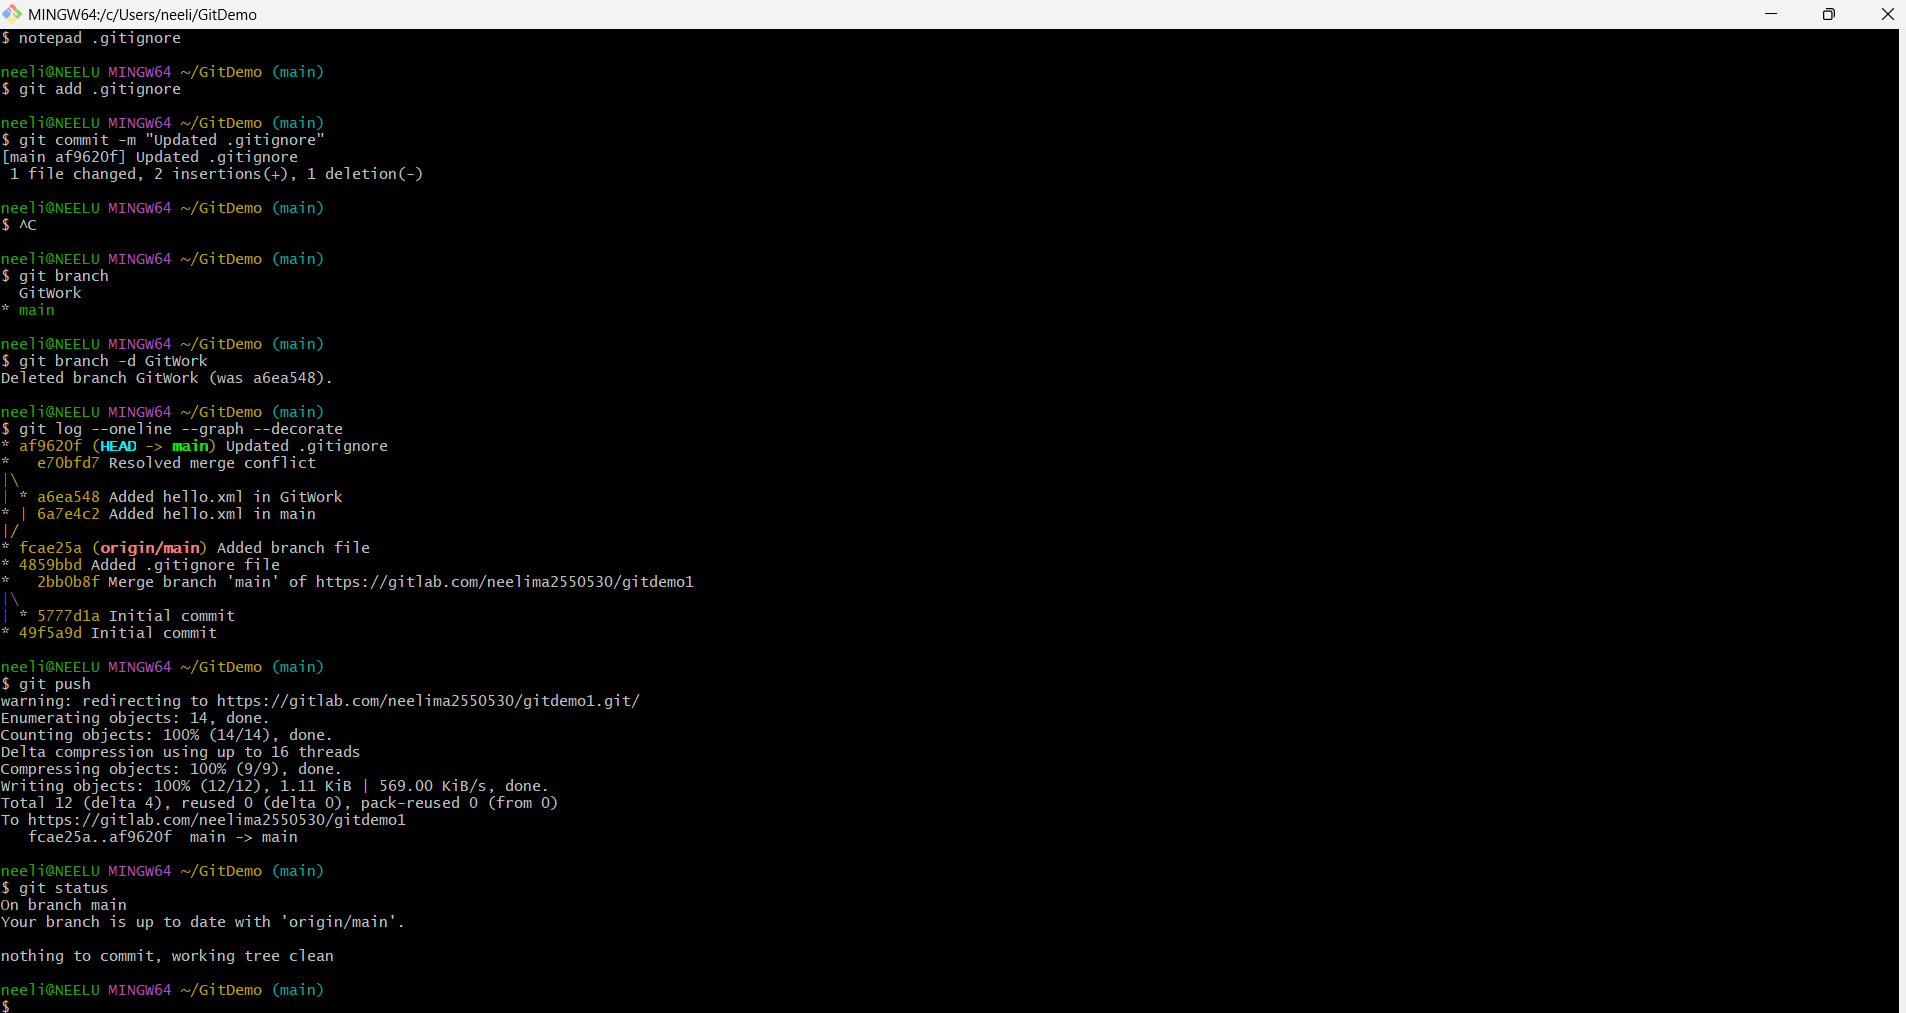 MINGW64:/c/Users/neeli/GitDemo
$ notepad .gitignore
neeli@NEELU MINGW64 ~/GitDemo (main)
$ git add .gitignore
neeli@NEELU MINGW64 ~/GitDemo (main)
$ git commit -m "Updated .gitignore"
[main af9620f] Updated .gitignore
 1 file changed, 2 insertions(+), 1 deletion(-)
neeli@NEELU MINGW64 ~/GitDemo (main)
$ ^C
neeli@NEELU MINGW64 ~/GitDemo (main)
$ git branch
  GitWork
* main
neeli@NEELU MINGW64 ~/GitDemo (main)
$ git branch -d GitWork
Deleted branch GitWork (was a6ea548).
neeli@NEELU MINGW64 ~/GitDemo (main)
$ git log --oneline --graph --decorate
* af9620f (HEAD -> main) Updated .gitignore
*   e70bfd7 Resolved merge conflict
|\
| * a6ea548 Added hello.xml in GitWork
* | 6a7e4c2 Added hello.xml in main
|/
* fcae25a (origin/main) Added branch file
* 4859bbd Added .gitignore file
*   2bb0b8f Merge branch 'main' of https://gitlab.com/neelima2550530/gitdemo1
|\
| * 5777d1a Initial commit
* 49f5a9d Initial commit
neeli@NEELU MINGW64 ~/GitDemo (main)
$ git push
warning: redirecting to https://gitlab.com/neelima2550530/gitdemo1.git/
Enumerating objects: 14, done.
Counting objects: 100% (14/14), done.
Delta compression using up to 16 threads
Compressing objects: 100% (9/9), done.
Writing objects: 100% (12/12), 1.11 KiB | 569.00 KiB/s, done.
Total 12 (delta 4), reused 0 (delta 0), pack-reused 0 (from 0)
To https://gitlab.com/neelima2550530/gitdemo1
   fcae25a..af9620f  main -> main
neeli@NEELU MINGW64 ~/GitDemo (main)
$ git status
On branch main
Your branch is up to date with 'origin/main'.
nothing to commit, working tree clean
neeli@NEELU MINGW64 ~/GitDemo (main)
$